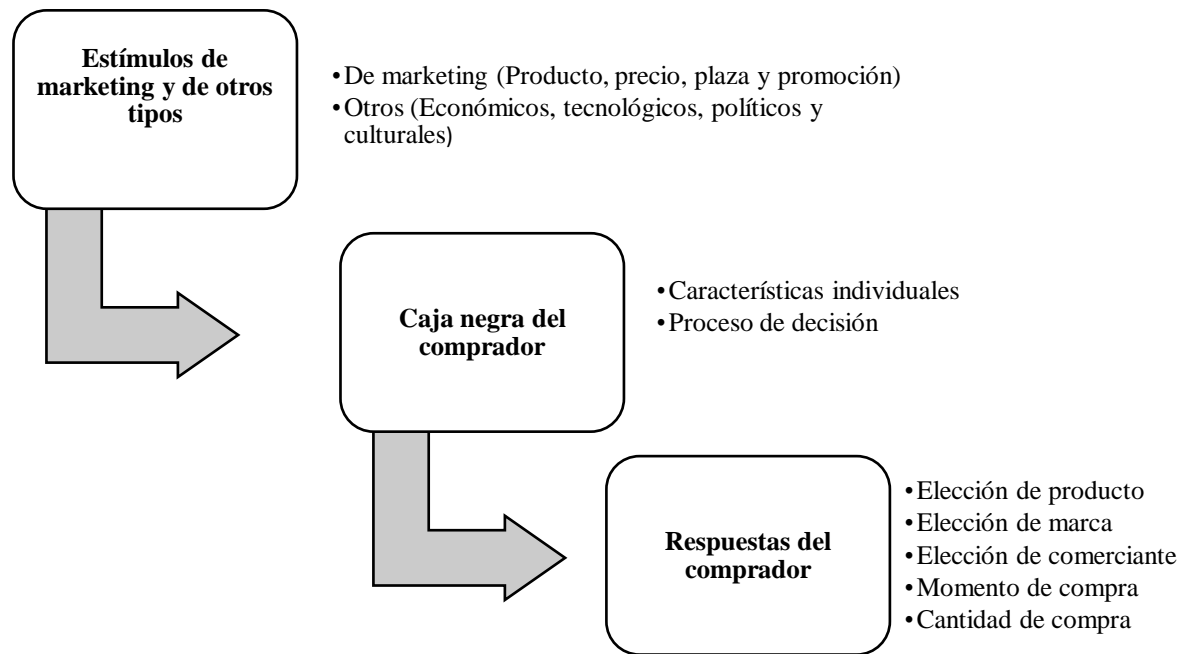 Estímulos de
marketing y de otros
tipos
•De marketing (Producto, precio, plaza y promoción)
•Otros (Económicos, tecnológicos, políticos y
culturales)
Caja negra del
comprador
•Características individuales
•Proceso de decisión
Respuestas del
comprador
•Elección de producto
•Elección de marca
•Elección de comerciante
•Momento de compra
•Cantidad de compra